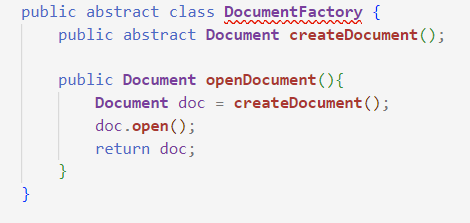 public abstract class DocumentFactory {
    public abstract Document createDocument();
    public Document openDocument(){
        Document doc = createDocument();
        doc.open();
        return doc;
    }
}